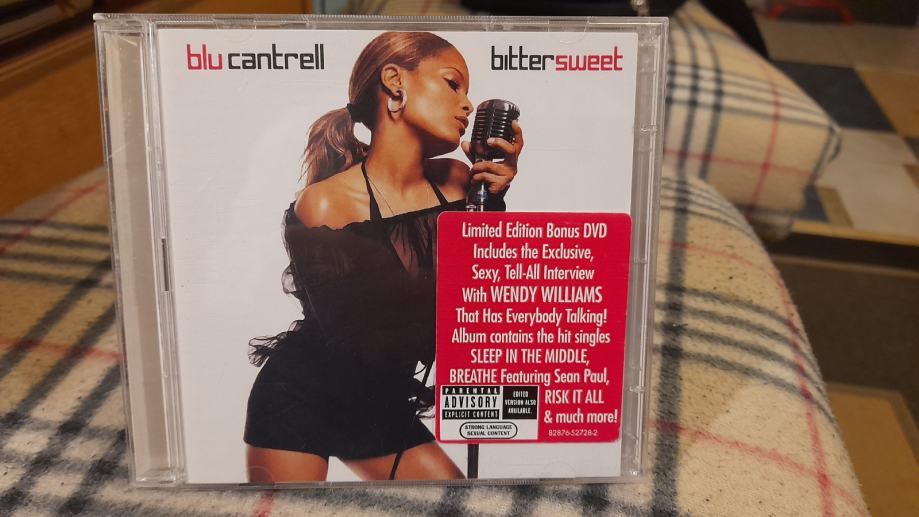 blu cantrell
bittersweet
Limited Edition Bonus DVD
Includes the Exclusive,
Sexy, Tell-All Interview
With WENDY WILLIAMS
That Has Everybody Talking!
Album contains the hit singles
SLEEP IN THE MIDDLE,
BREATHE Featuring Sean Paul,
RISK IT ALL
& much more!
82876-52728-2
PARENTAL
ADVISORY
EXPLICIT CONTENT
EDITED
VERSION ALSO
AVAILABLE.
STRONG LANGUAGE
SEXUAL CONTENT